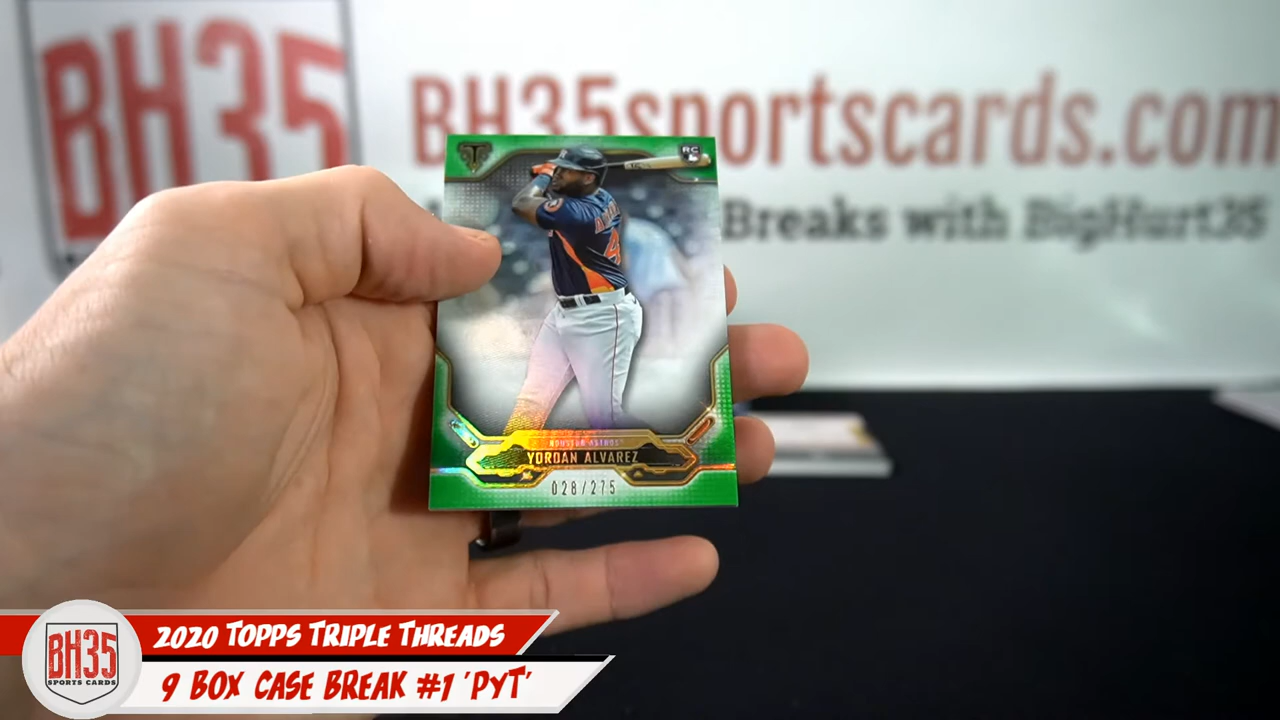 BH35
BH35sportscards.com
Breaks with BigHurt35
RC
HOUSTON ASTROS
YORDAN ALVAREZ
028/275
BH35
SPORTS CARDS
2020 TOPPS TRIPLE THREADS
9 BOX CASE BREAK #1 'PYT'